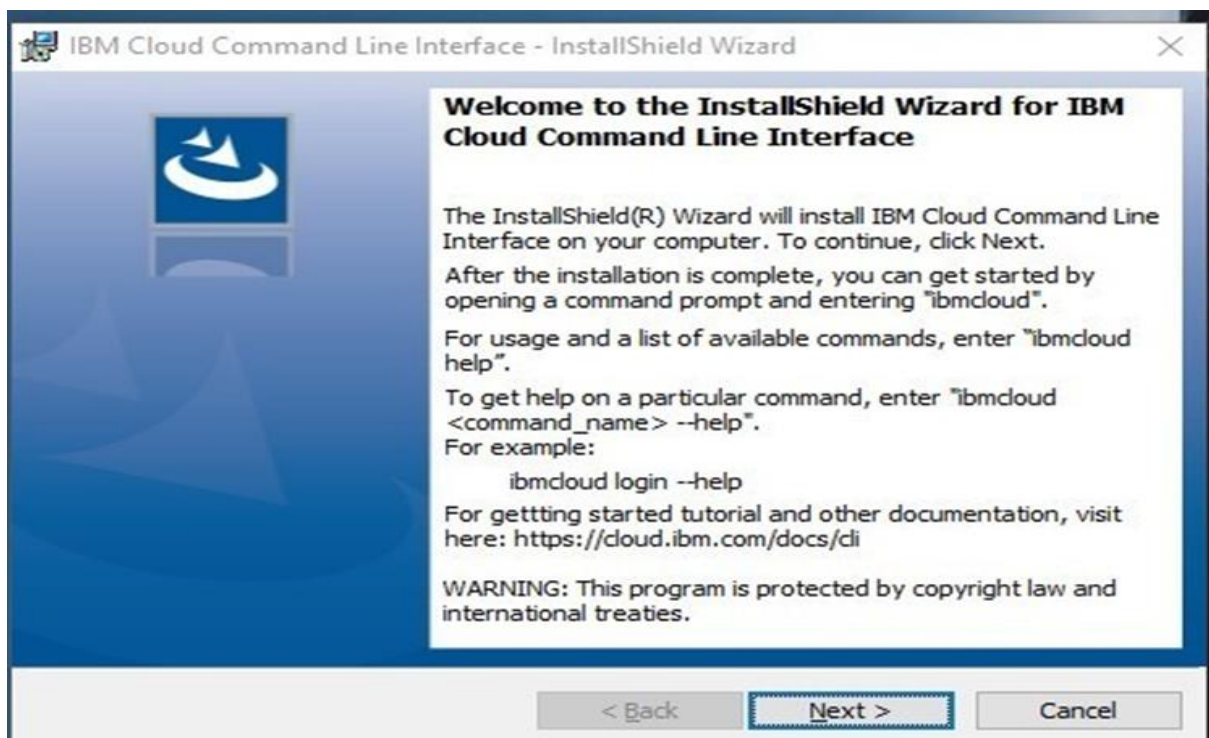 IBM Cloud Command Line Interface - InstallShield Wizard
Welcome to the InstallShield Wizard for IBM
Cloud Command Line Interface
The InstallShield(R) Wizard will install IBM Cloud Command Line
Interface on your computer. To continue, click Next.
After the installation is complete, you can get started by
opening a command prompt and entering "ibmcloud".
For usage and a list of available commands, enter "ibmcloud
help".
To get help on a particular command, enter "ibmcloud
<command_name> --help".
For example:
ibmcloud login --help
For gettting started tutorial and other documentation, visit
here: https://cloud.ibm.com/docs/cli
WARNING: This program is protected by copyright law and
international treaties.
< Back Next > Cancel